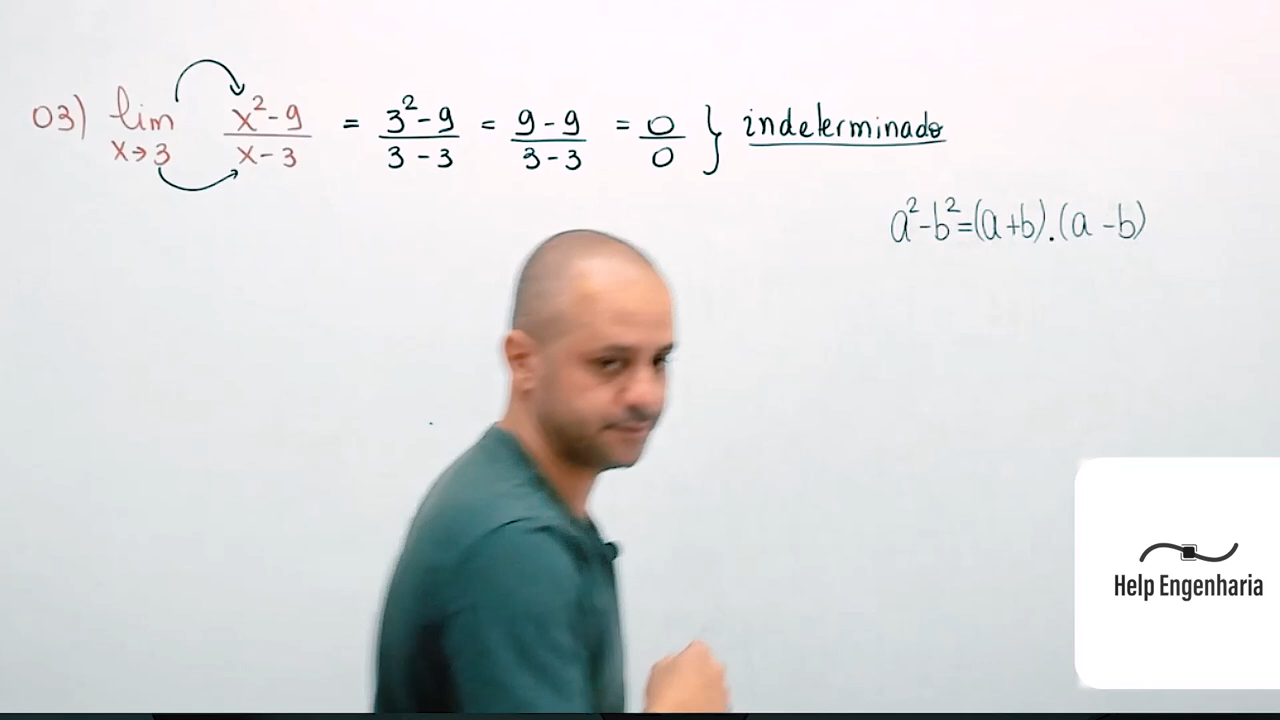 03) lim x→3 x²-9 / x-3 = 3²-9 / 3-3 = 9-9 / 3-3 = 0 / 0 } indeterminado
a²-b²=(a+b).(a-b)
Help Engenharia